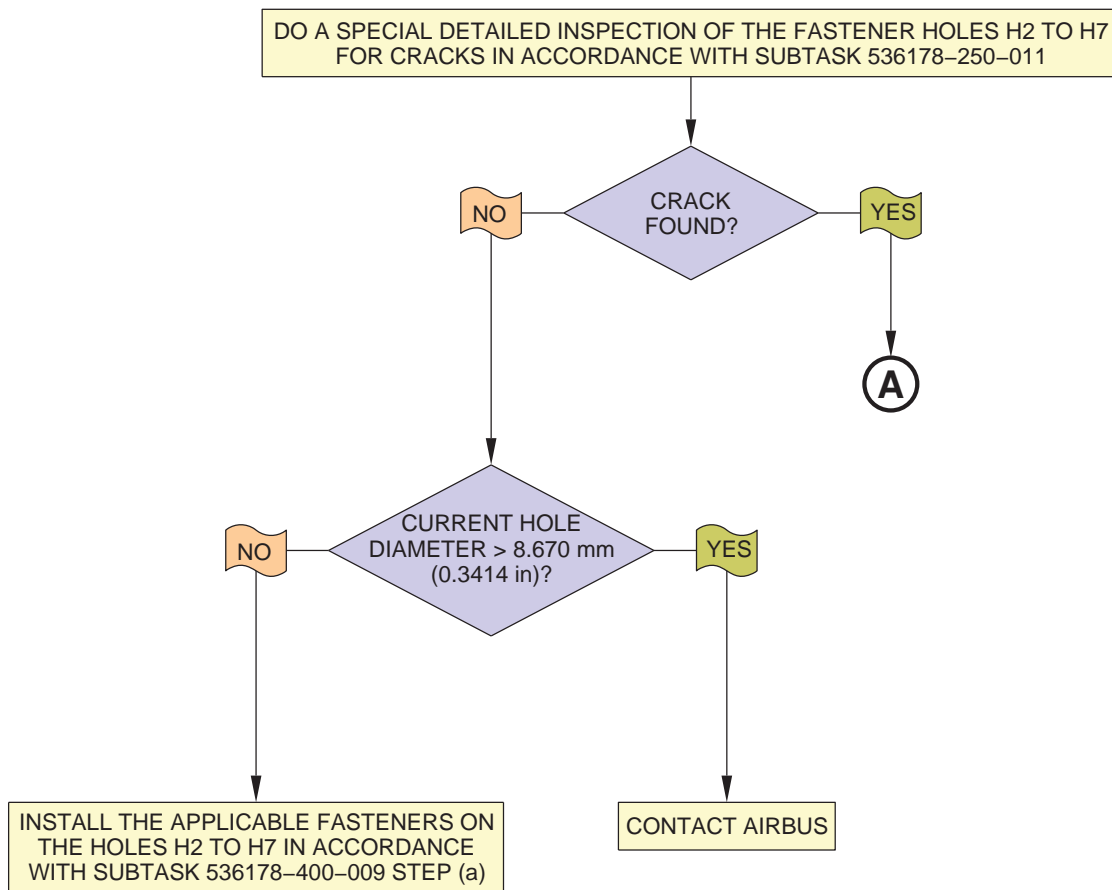 DO A SPECIAL DETAILED INSPECTION OF THE FASTENER HOLES H2 TO H7
FOR CRACKS IN ACCORDANCE WITH SUBTASK 536178−250−011
CRACK
FOUND?
NO
YES
A
CURRENT HOLE
DIAMETER > 8.670 mm
(0.3414 in)?
NO
YES
INSTALL THE APPLICABLE FASTENERS ON
THE HOLES H2 TO H7 IN ACCORDANCE
WITH SUBTASK 536178−400−009 STEP (a)
CONTACT AIRBUS